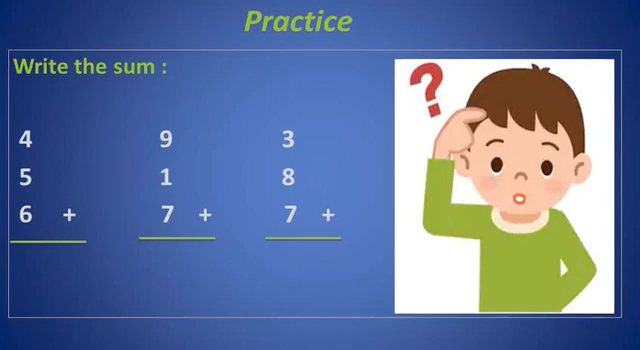 Practice
Write the sum :
4 9 3
5 1 8
6 + 7 + 7 +
?